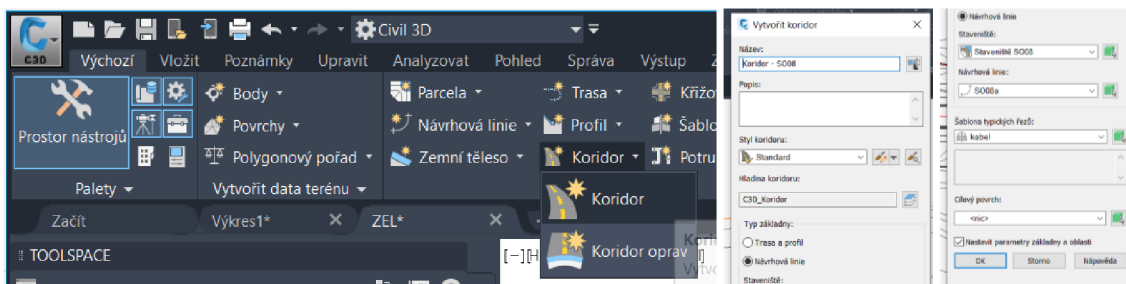 C3D
Civil 3D
Výchozí Vložit Poznámky Upravit Analyzovat Pohled Správa Výstup
Prostor nástrojů
Body
Povrchy
Polygonový pořad
Parcela
Návrhová linie
Zemní těleso
Trasa
Profil
Koridor
Křižo
Šablo
Potru
Palety
Vytvořit data terénu
Koridor
Koridor oprav
Začít
Výkres1*
ZEL*
TOOLSPACE
[−][H
Vytvořit koridor
Název:
Koridor - SO08
Popis:
Styl koridoru:
Standard
Hladina koridoru:
C3D_Koridor
Typ základny:
Trasa a profil
Návrhová linie
Staveniště:
Návrhová linie
Staveniště:
Staveniště SO08
Návrhová linie:
SO08a
Šablona typických řezů:
kabel
Cílový povrch:
<nic>
Nastavit parametry základny a oblasti
OK Storno Nápověda